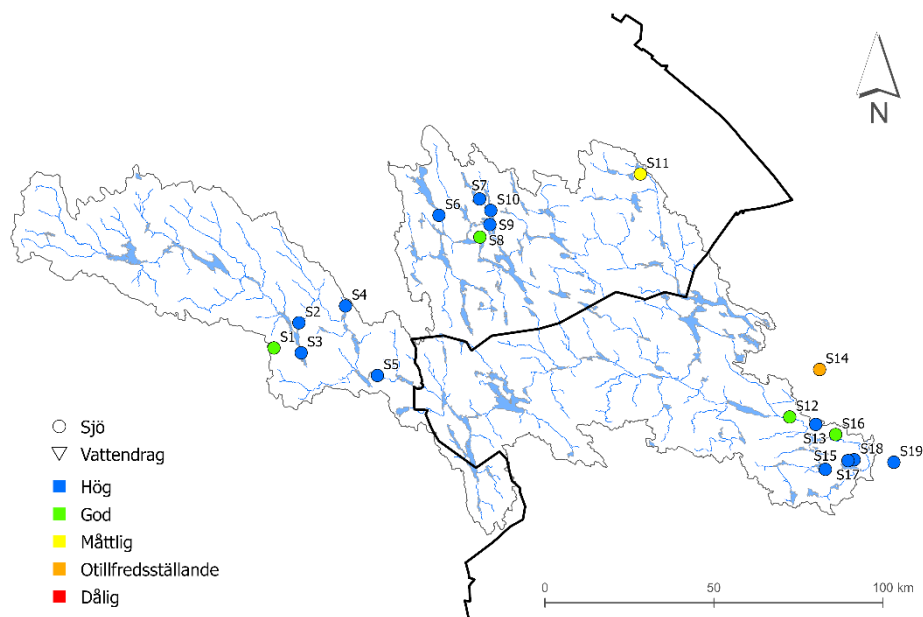 N
S11
S7
S6
S10
S9
S8
S4
S2
S1
S3
S5
S14
S12
S16
S13
S18
S19
S15
S17
Sjö
Vattendrag
Hög
God
Måttlig
Otillfredsställande
Dålig
0
50
100 km